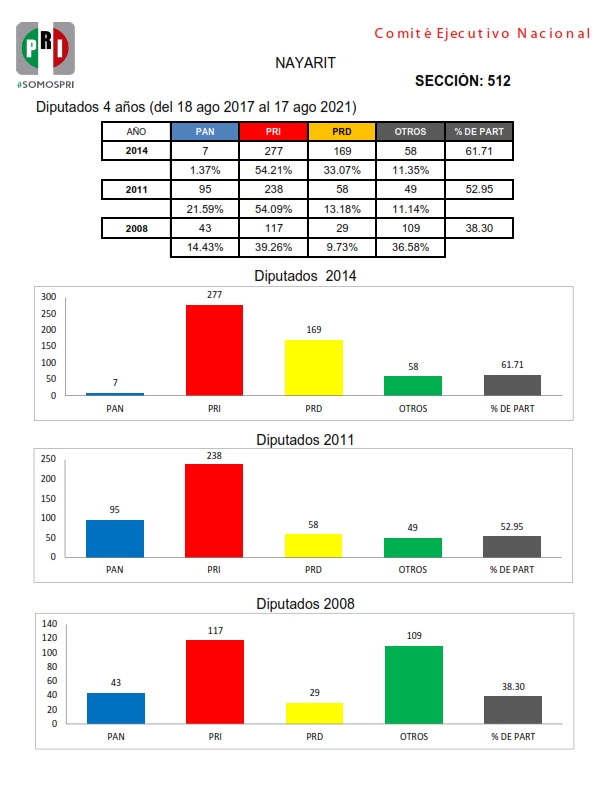 Comité Ejecutivo Nacional
PRI
#SOMOSPRI
NAYARIT
SECCIÓN: 512
Diputados 4 años (del 18 ago 2017 al 17 ago 2021)
AÑO PAN PRI PRD OTROS % DE PART
2014 7 277 169 58 61.71
1.37% 54.21% 33.07% 11.35%
2011 95 238 58 49 52.95
21.59% 54.09% 13.18% 11.14%
2008 43 117 29 109 38.30
14.43% 39.26% 9.73% 36.58%
Diputados 2014
300
250
200
150
100
50
0
7 277 169 58 61.71
PAN PRI PRD OTROS % DE PART
Diputados 2011
250
200
150
100
50
0
95 238 58 49 52.95
PAN PRI PRD OTROS % DE PART
Diputados 2008
140
120
100
80
60
40
20
0
43 117 29 109 38.30
PAN PRI PRD OTROS % DE PART